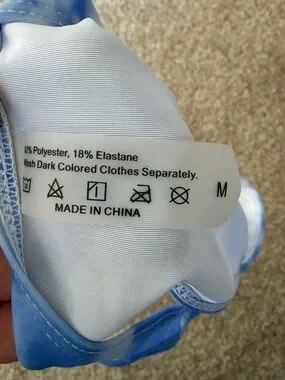 Polyester, 18% Elastane
Wash Dark Colored Clothes Separately.
M
MADE IN CHINA